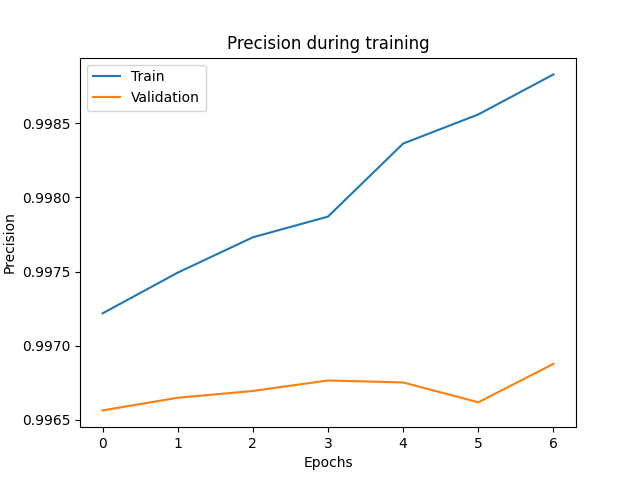 Precision during training
Train
Validation
0.9985
0.9980
0.9975
0.9970
0.9965
Precision
0 1 2 3 4 5 6
Epochs